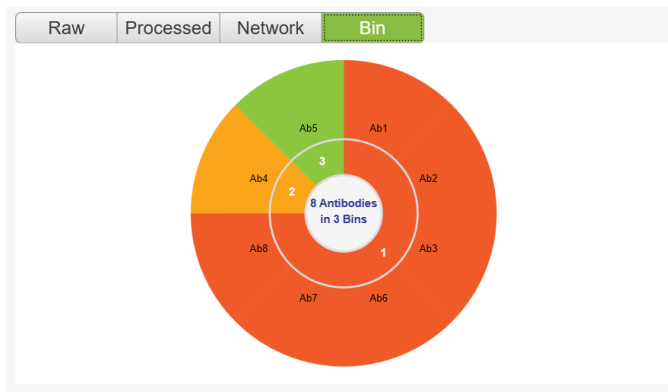 Raw
Processed
Network
Bin
Ab5
Ab1
3
Ab4
2
Ab2
8 Antibodies
in 3 Bins
Ab8
1
Ab3
Ab7
Ab6